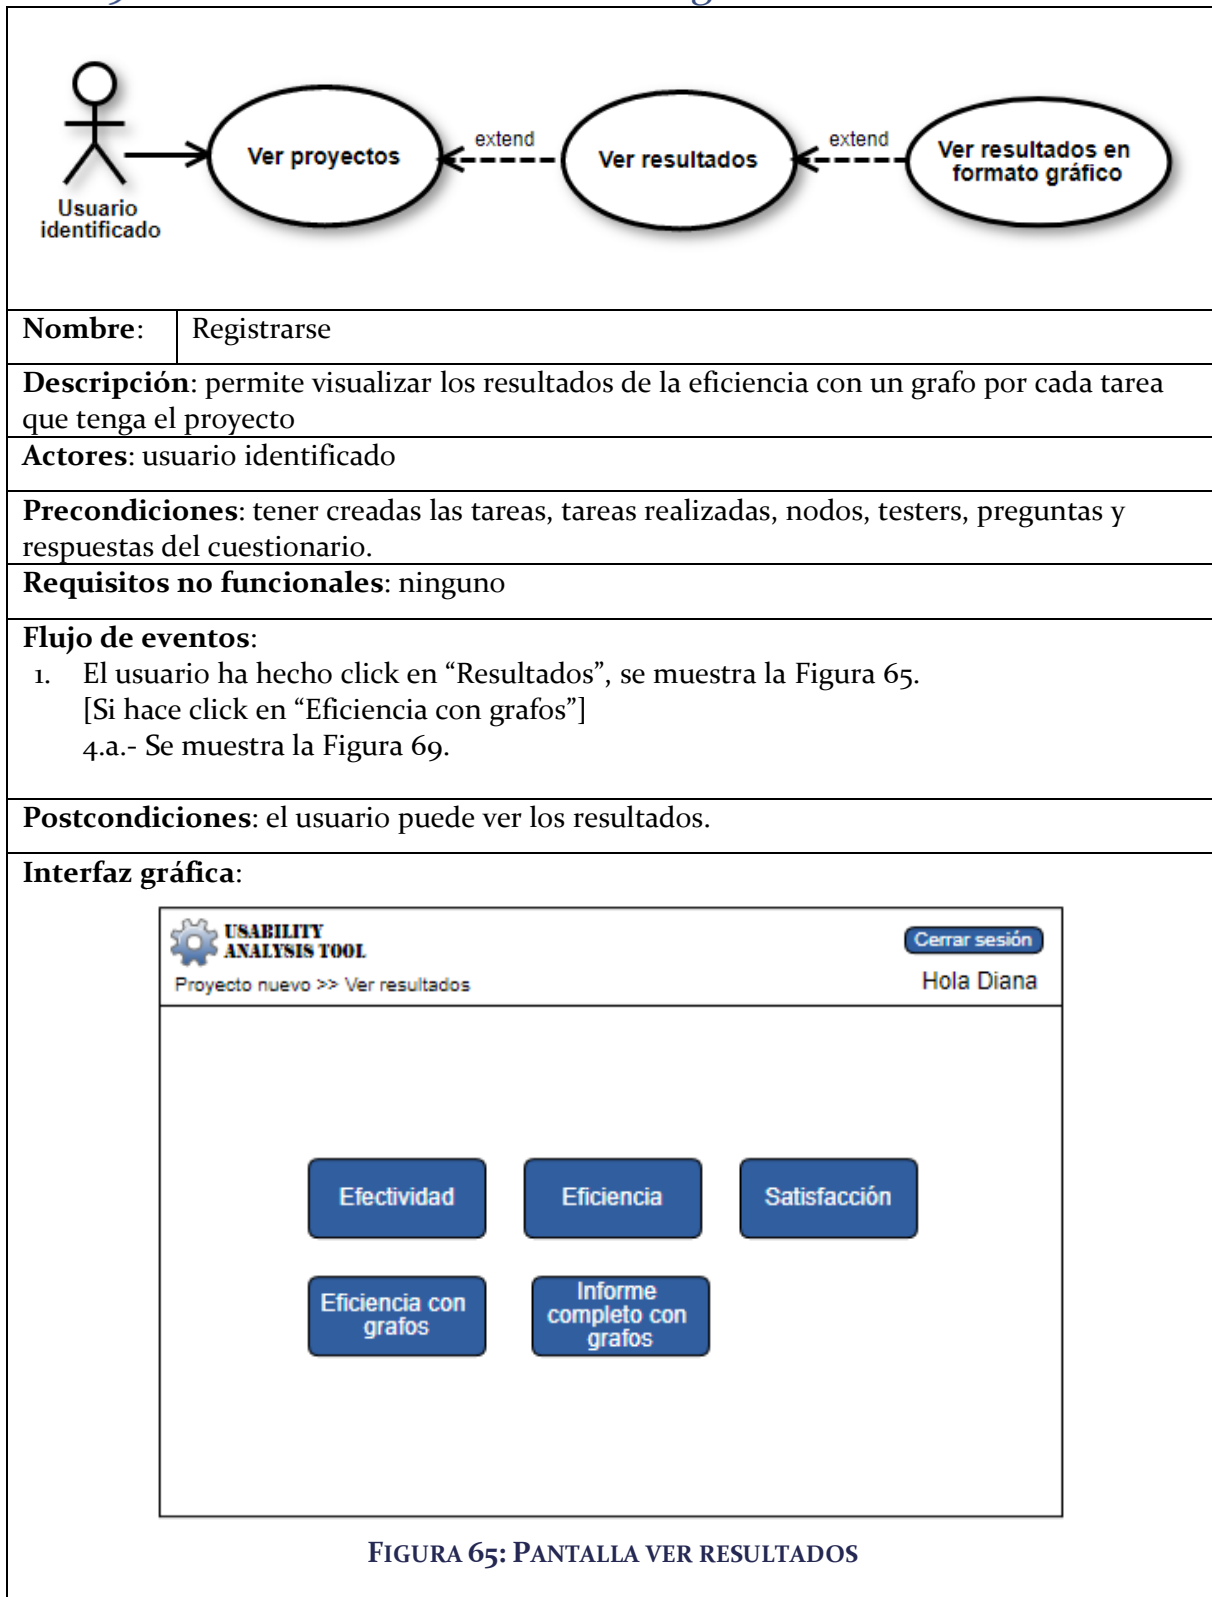 extend
extend
Ver proyectos
Ver resultados
Ver resultados en
formato gráfico
Usuario
identificado
Nombre: Registrarse
Descripción: permite visualizar los resultados de la eficiencia con un grafo por cada tarea
que tenga el proyecto
Actores: usuario identificado
Precondiciones: tener creadas las tareas, tareas realizadas, nodos, testers, preguntas y
respuestas del cuestionario.
Requisitos no funcionales: ninguno
Flujo de eventos:
1. El usuario ha hecho click en “Resultados”, se muestra la Figura 65.
[Si hace click en “Eficiencia con grafos”]
4.a.- Se muestra la Figura 69.
Postcondiciones: el usuario puede ver los resultados.
Interfaz gráfica:
USABILITY
ANALYSIS TOOL
Cerrar sesión
Proyecto nuevo >> Ver resultados
Hola Diana
Efectividad
Eficiencia
Satisfacción
Eficiencia con
grafos
Informe
completo con
grafos
FIGURA 65: PANTALLA VER RESULTADOS